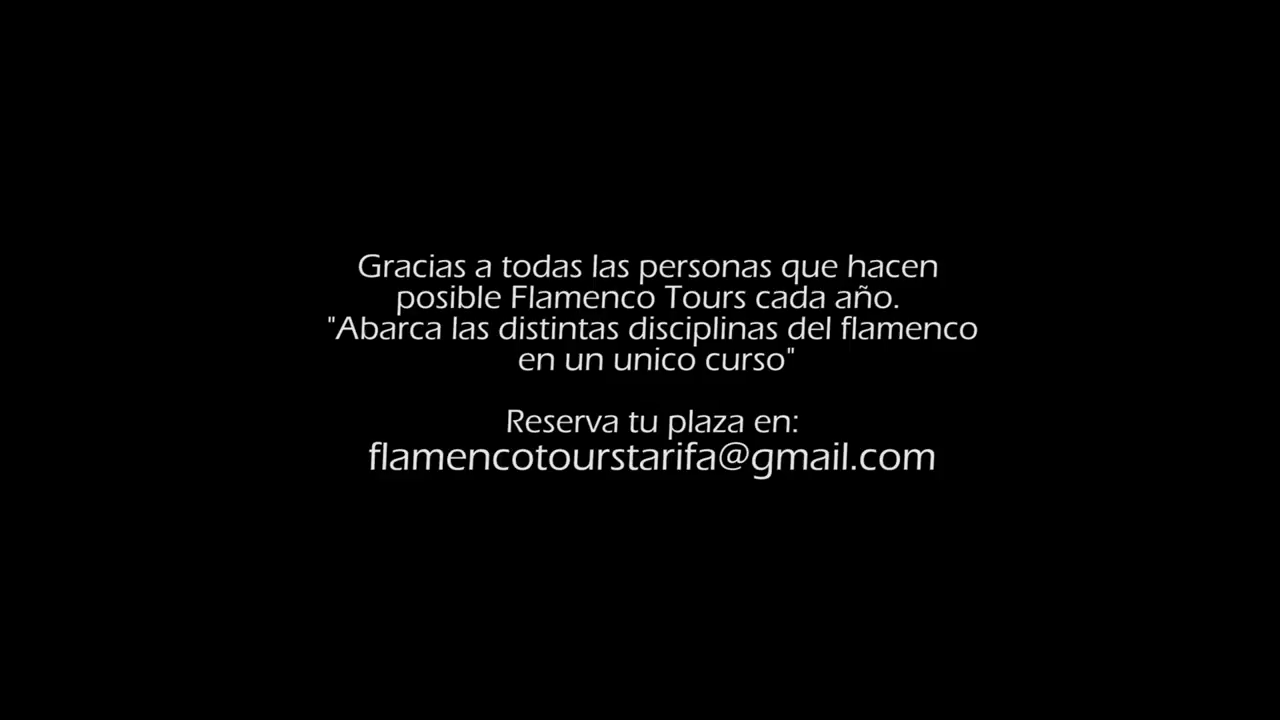 Gracias a todas las personas que hacen
posible Flamenco Tours cada año.
"Abarca las distintas disciplinas del flamenco
en un unico curso"
Reserva tu plaza en:
flamencotourstarifa@gmail.com